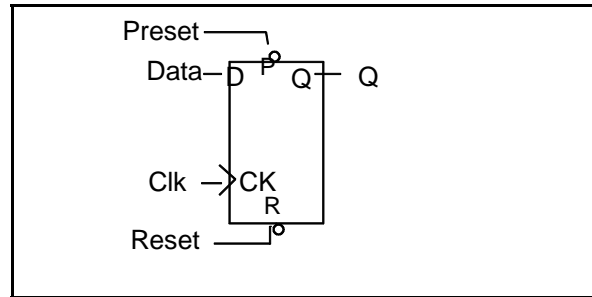 Preset
Data D P Q Q
Clk CK
R
Reset